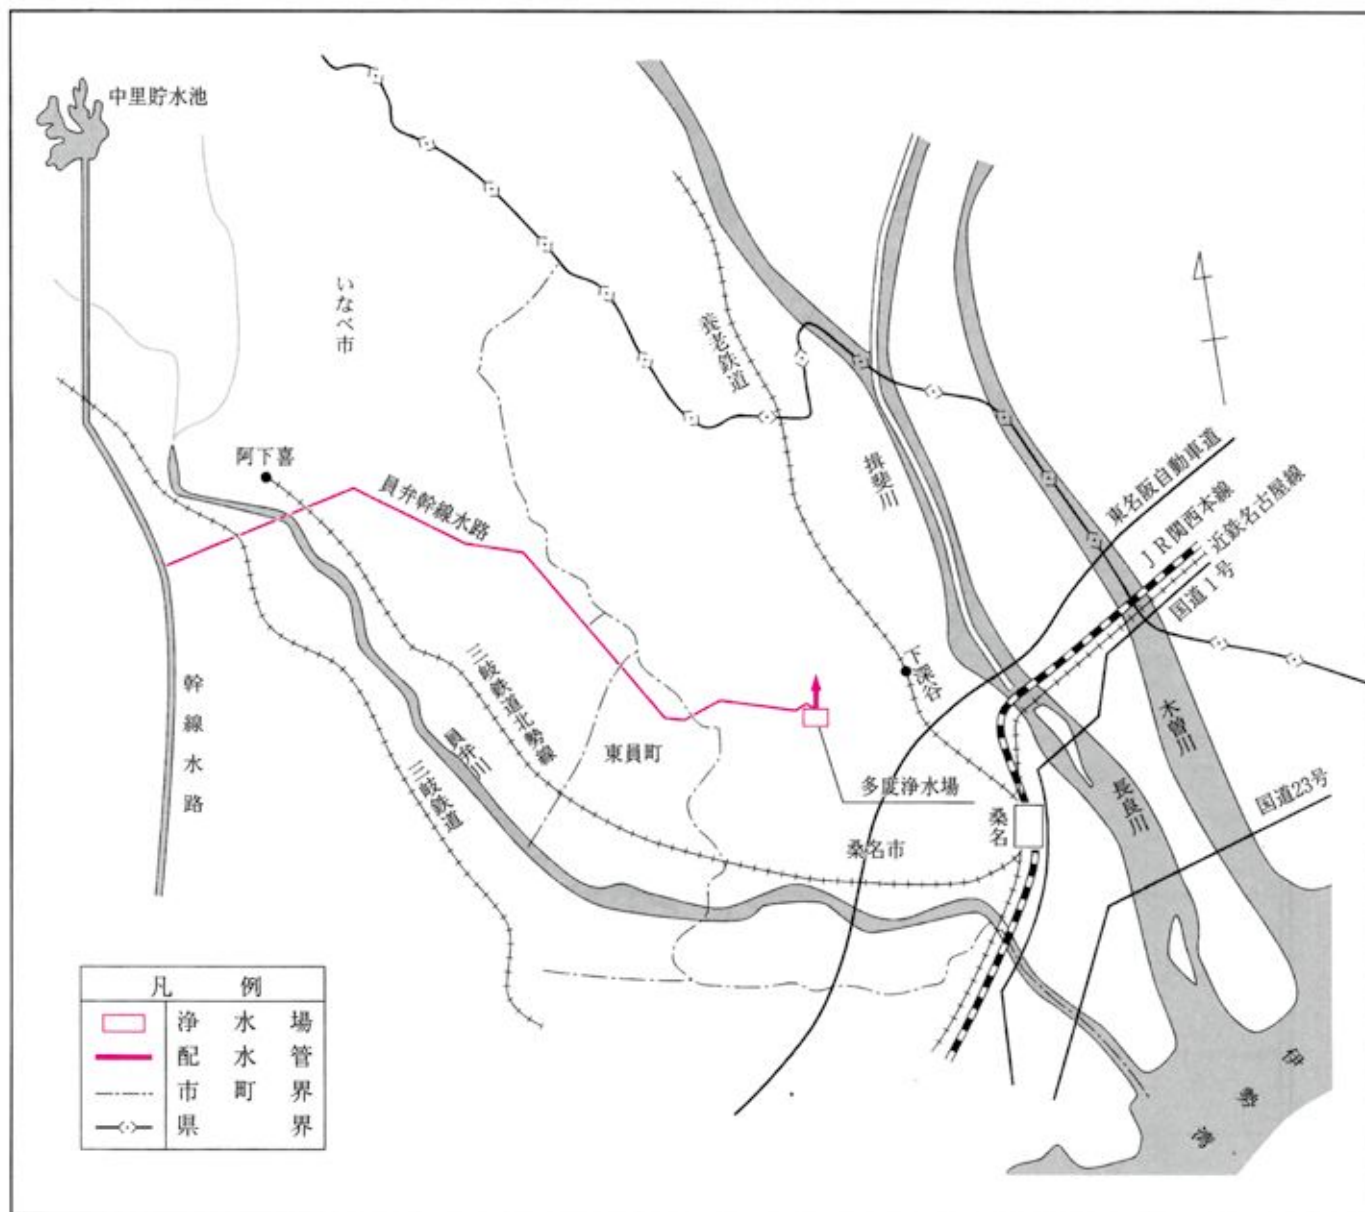 中里貯水池
いなべ市
養老鉄道
阿下喜
員弁幹線水路
揖斐川
東名阪自動車道
JR関西本線
近鉄名古屋線
国道1号
下深谷
木曽川
幹線水路
三岐鉄道北勢線
員弁川
三岐鉄道
東員町
多度浄水場
長良川
国道23号
桑名
桑名市
伊勢湾
凡例
浄水場
配水管
市町界
県界